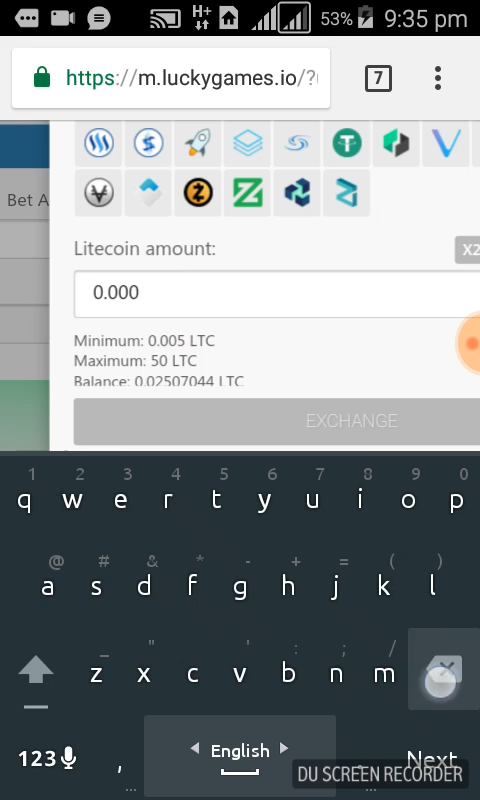 H+ 53% 9:35 pm
https://m.luckygames.io/? 7
Bet A
Litecoin amount:
X2
0.000
Minimum: 0.005 LTC
Maximum: 50 LTC
Balance: 0.02507044 LTC
EXCHANGE
1 2 3 4 5 6 7 8 9 0
q w e r t y u i o p
@ # & * - + = ( )
a s d f g h j k l
_ " ' : ; /
z x c v b n m
123 , English . Next
DU SCREEN RECORDER